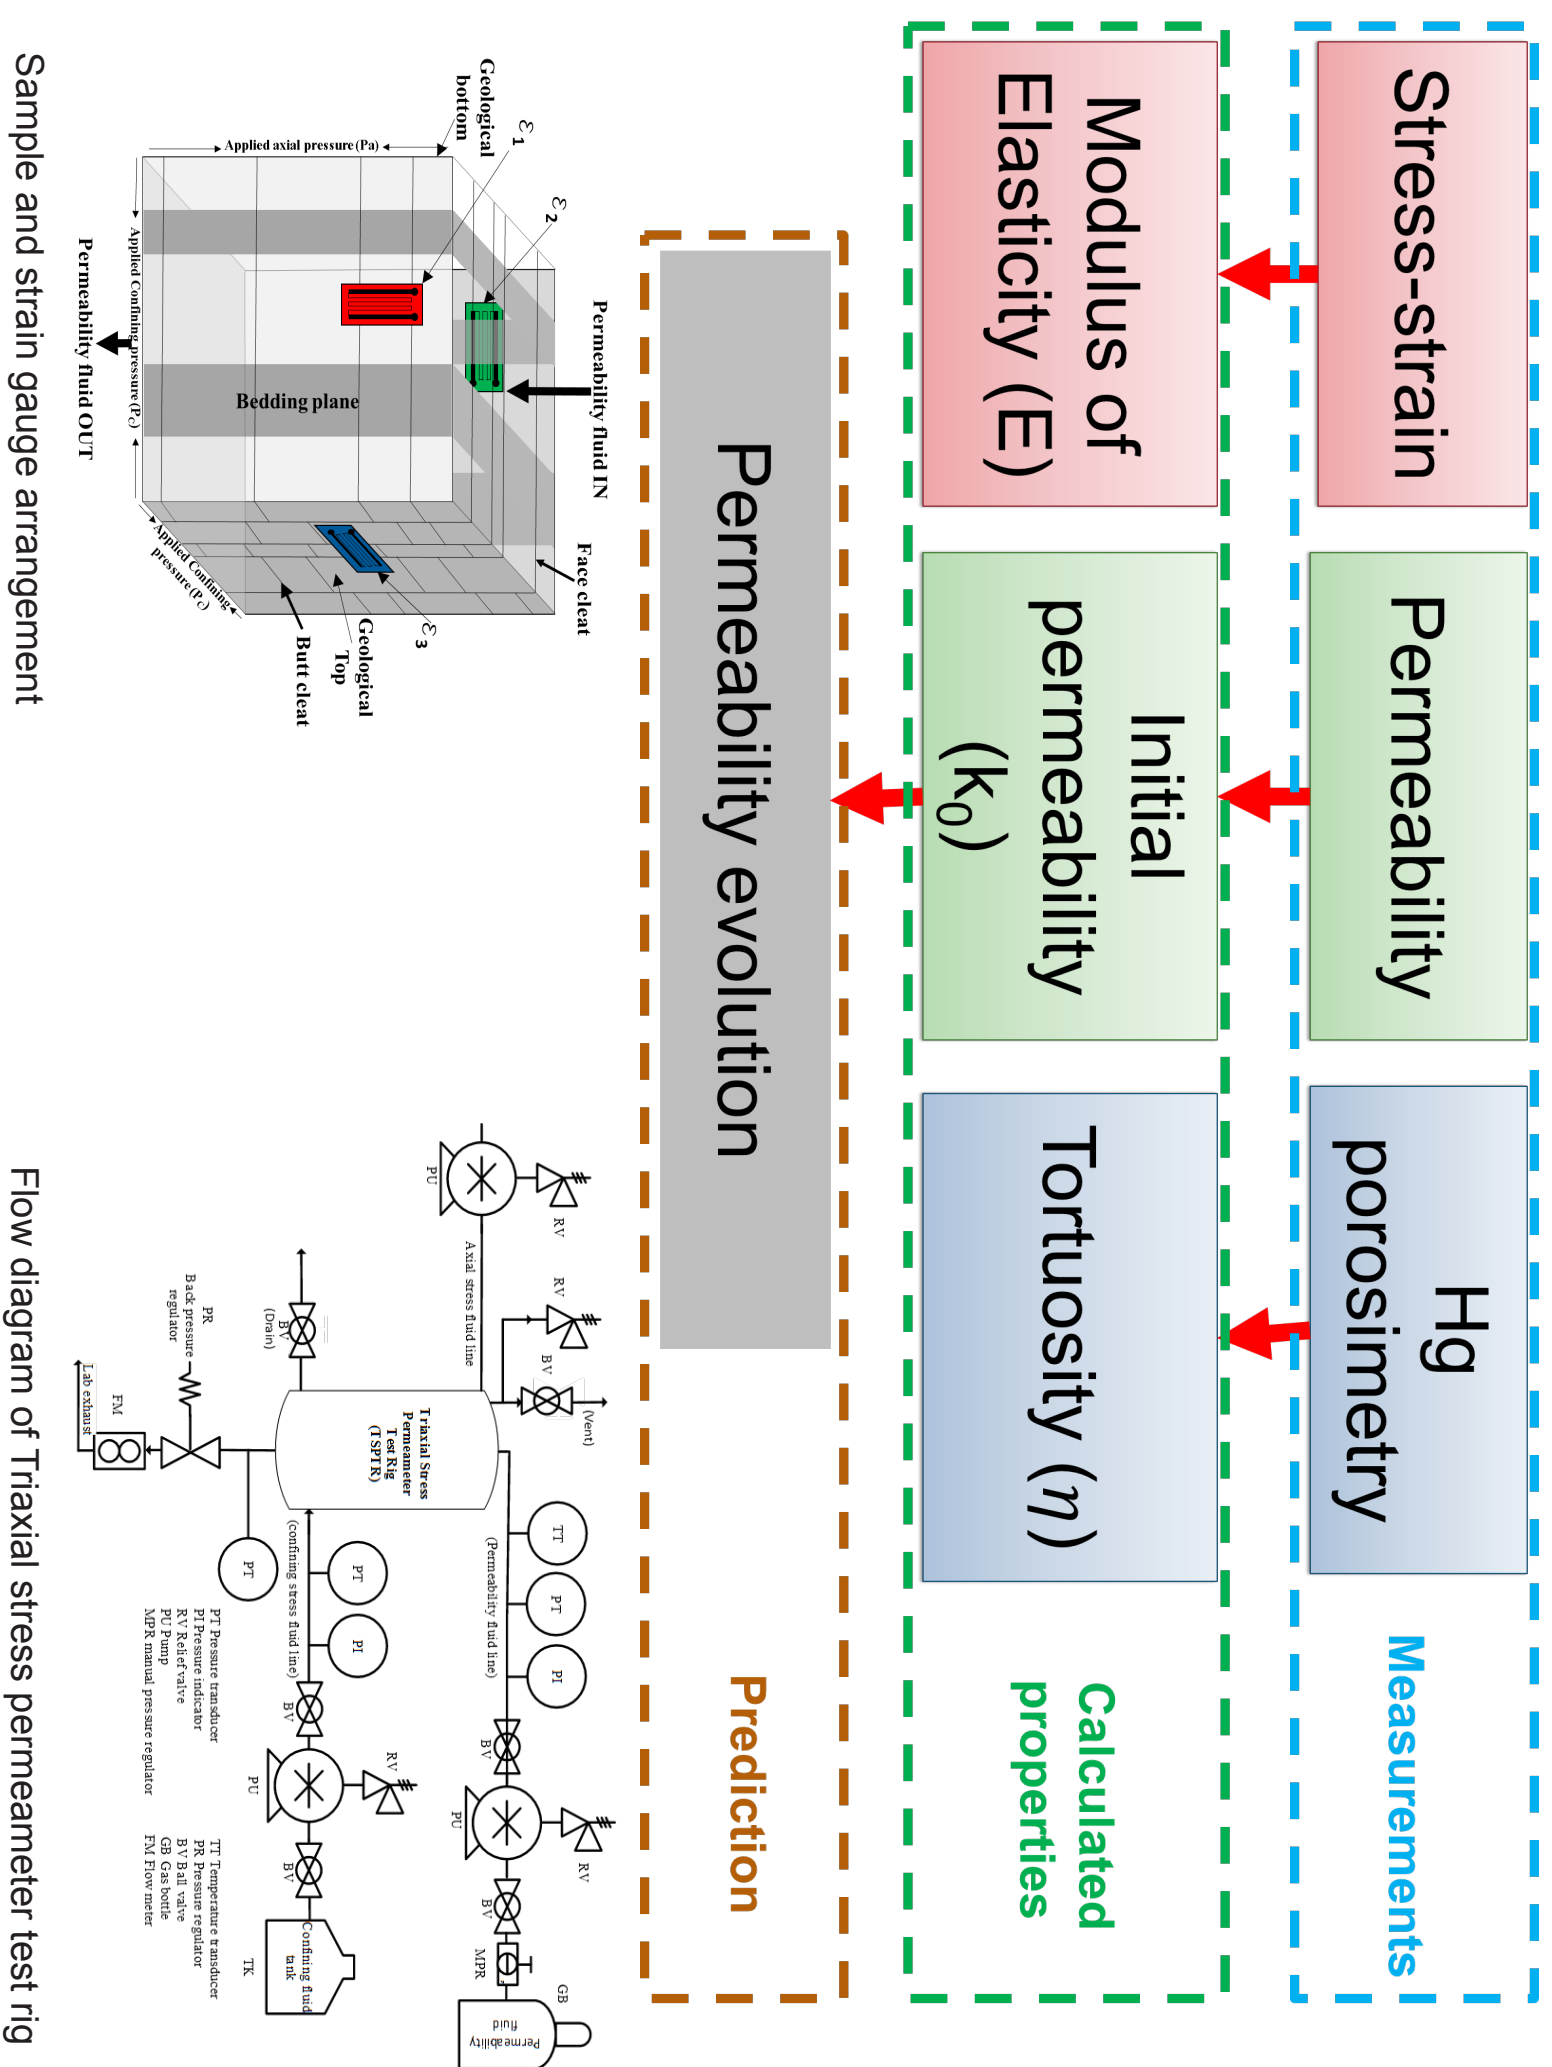 Stress-strain
Permeability
Hg
porosimetry
Measurements
Modulus of
Elasticity (E)
Initial
permeability
(k₀)
Tortuosity (η)
Calculated
properties
Permeability evolution
Prediction
Permeability fluid IN
Face cleat
ε₂
ε₁
Geological
bottom
Applied axial pressure (Pa)
Bedding plane
ε₃
Geological
Top
Butt cleat
Applied Confining
pressure (P꜀)
Applied Confining pressure (P꜀)
Permeability fluid OUT
Sample and strain gauge arrangement
RV
PU
Axial stress fluid line
RV
BV
(Vent)
BV
(Drain)
Triaxial Stress
Permeameter
Test Rig
(TSPTR)
TT
PT
PI
(Permeability fluid line)
BV
PU
RV
BV
MPR
GB
Permeability
fluid
PT
PI
(confining stress fluid line)
BV
PU
RV
BV
Confining fluid
tank
TK
PT
PR
Back pressure
regulator
FM
Lab exhaust
PT Pressure transducer
PI Pressure indicator
RV Relief valve
PU Pump
MPR manual pressure regulator
TT Temperature transducer
PR Pressure regulator
BV Ball valve
GB Gas bottle
FM Flow meter
Flow diagram of Triaxial stress permeameter test rig